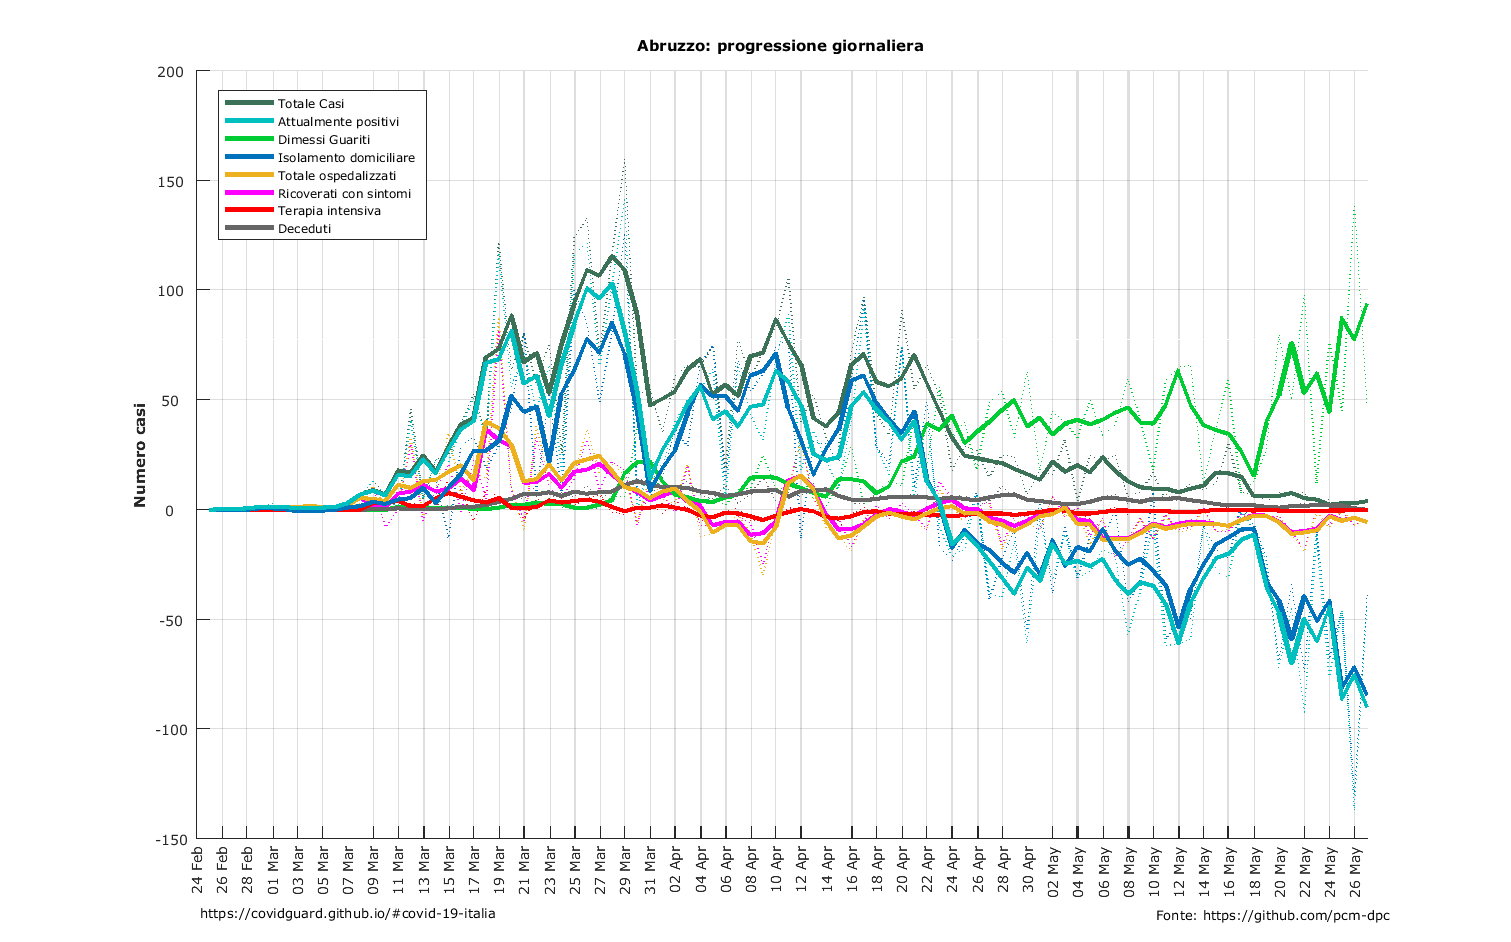 Abruzzo: progressione giornaliera
Numero casi
200
150
100
50
0
-50
-100
-150
Totale Casi
Attualmente positivi
Dimessi Guariti
Isolamento domiciliare
Totale ospedalizzati
Ricoverati con sintomi
Terapia intensiva
Deceduti
24 Feb
26 Feb
28 Feb
01 Mar
03 Mar
05 Mar
07 Mar
09 Mar
11 Mar
13 Mar
15 Mar
17 Mar
19 Mar
21 Mar
23 Mar
25 Mar
27 Mar
29 Mar
31 Mar
02 Apr
04 Apr
06 Apr
08 Apr
10 Apr
12 Apr
14 Apr
16 Apr
18 Apr
20 Apr
22 Apr
24 Apr
26 Apr
28 Apr
30 Apr
02 May
04 May
06 May
08 May
10 May
12 May
14 May
16 May
18 May
20 May
22 May
24 May
26 May
https://covidguard.github.io/#covid-19-italia
Fonte: https://github.com/pcm-dpc